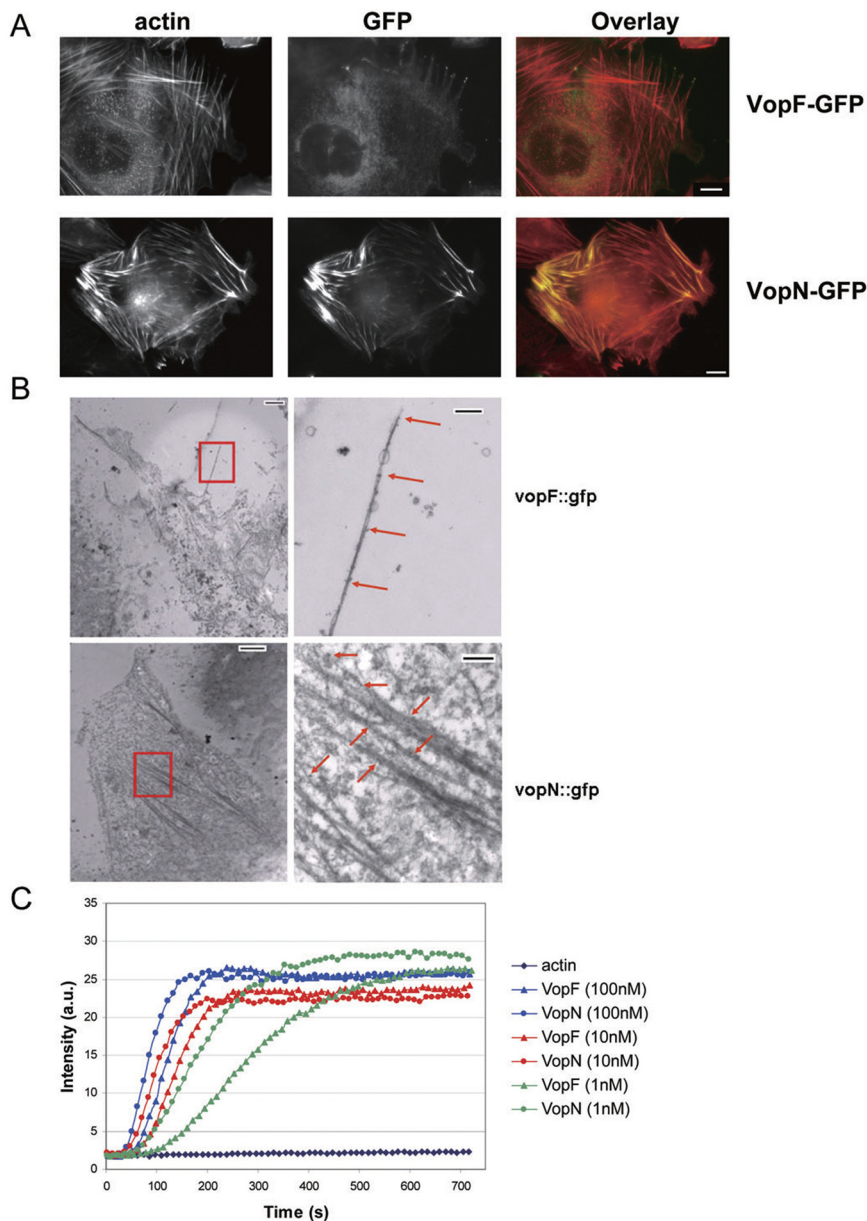 A
actin
GFP
Overlay
VopF-GFP
VopN-GFP
B
vopF::gfp
vopN::gfp
C
35
30
25
20
15
10
5
0
Intensity (a.u.)
0 100 200 300 400 500 600 700
Time (s)
actin
VopF (100nM)
VopN (100nM)
VopF (10nM)
VopN (10nM)
VopF (1nM)
VopN (1nM)